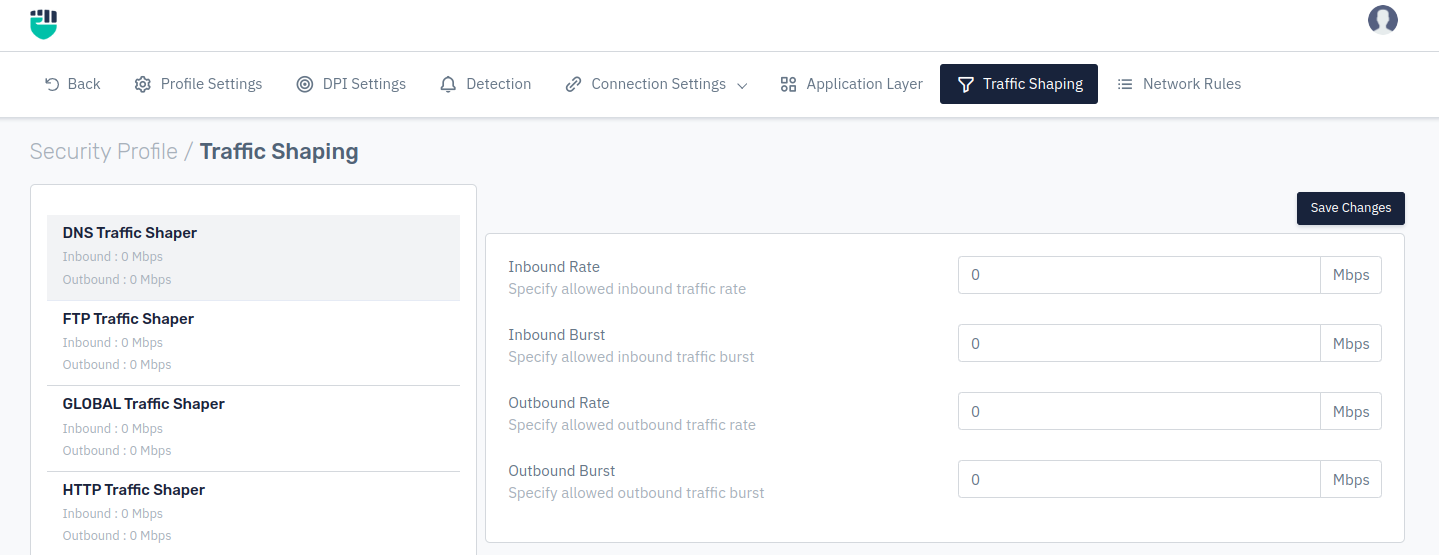 Back
Profile Settings
DPI Settings
Detection
Connection Settings
Application Layer
Traffic Shaping
Network Rules
Security Profile / Traffic Shaping
DNS Traffic Shaper
Inbound : 0 Mbps
Outbound : 0 Mbps
FTP Traffic Shaper
Inbound : 0 Mbps
Outbound : 0 Mbps
GLOBAL Traffic Shaper
Inbound : 0 Mbps
Outbound : 0 Mbps
HTTP Traffic Shaper
Inbound : 0 Mbps
Outbound : 0 Mbps
Save Changes
Inbound Rate
Specify allowed inbound traffic rate
0 Mbps
Inbound Burst
Specify allowed inbound traffic burst
0 Mbps
Outbound Rate
Specify allowed outbound traffic rate
0 Mbps
Outbound Burst
Specify allowed outbound traffic burst
0 Mbps